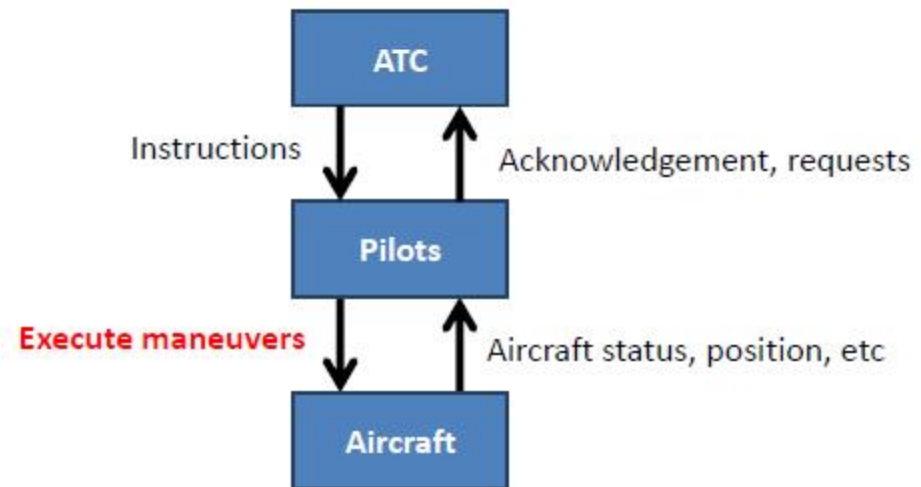 ATC
Instructions
Acknowledgement, requests
Pilots
Execute maneuvers
Aircraft status, position, etc
Aircraft